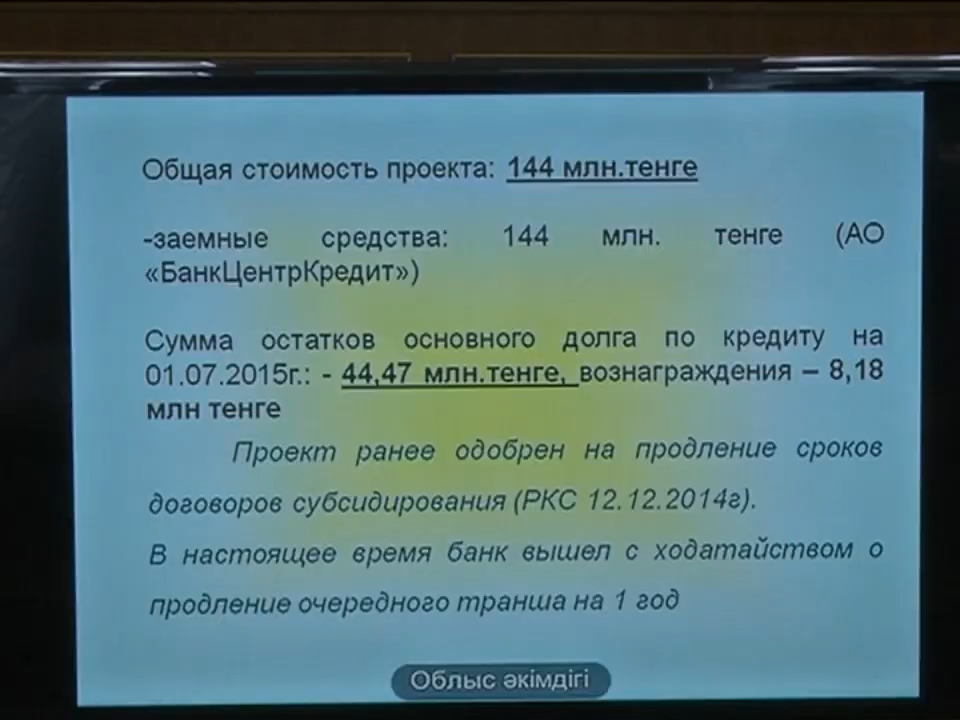 Общая стоимость проекта: 144 млн.тенге
-заемные средства: 144 млн. тенге (АО
«БанкЦентрКредит»)
Сумма остатков основного долга по кредиту на
01.07.2015г.: - 44,47 млн.тенге, вознаграждения – 8,18
млн тенге
Проект ранее одобрен на продление сроков
договоров субсидирования (РКС 12.12.2014г).
В настоящее время банк вышел с ходатайством о
продление очередного транша на 1 год
Облыс әкімдігі